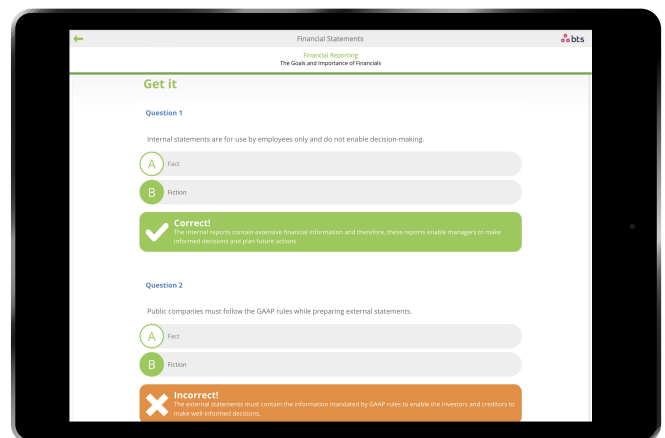 Financial Statements
bts
Financial Reporting
The Goals and Importance of Financials
Get it
Question 1
Internal statements are for use by employees only and do not enable decision-making.
A Fact
B Fiction
Correct!
The internal reports contain extensive financial information and therefore, these reports enable managers to make
informed decisions and plan future actions.
Question 2
Public companies must follow the GAAP rules while preparing external statements.
A Fact
B Fiction
Incorrect!
The external statements must contain the information mandated by GAAP rules to enable the investors and creditors to
make well-informed decisions.